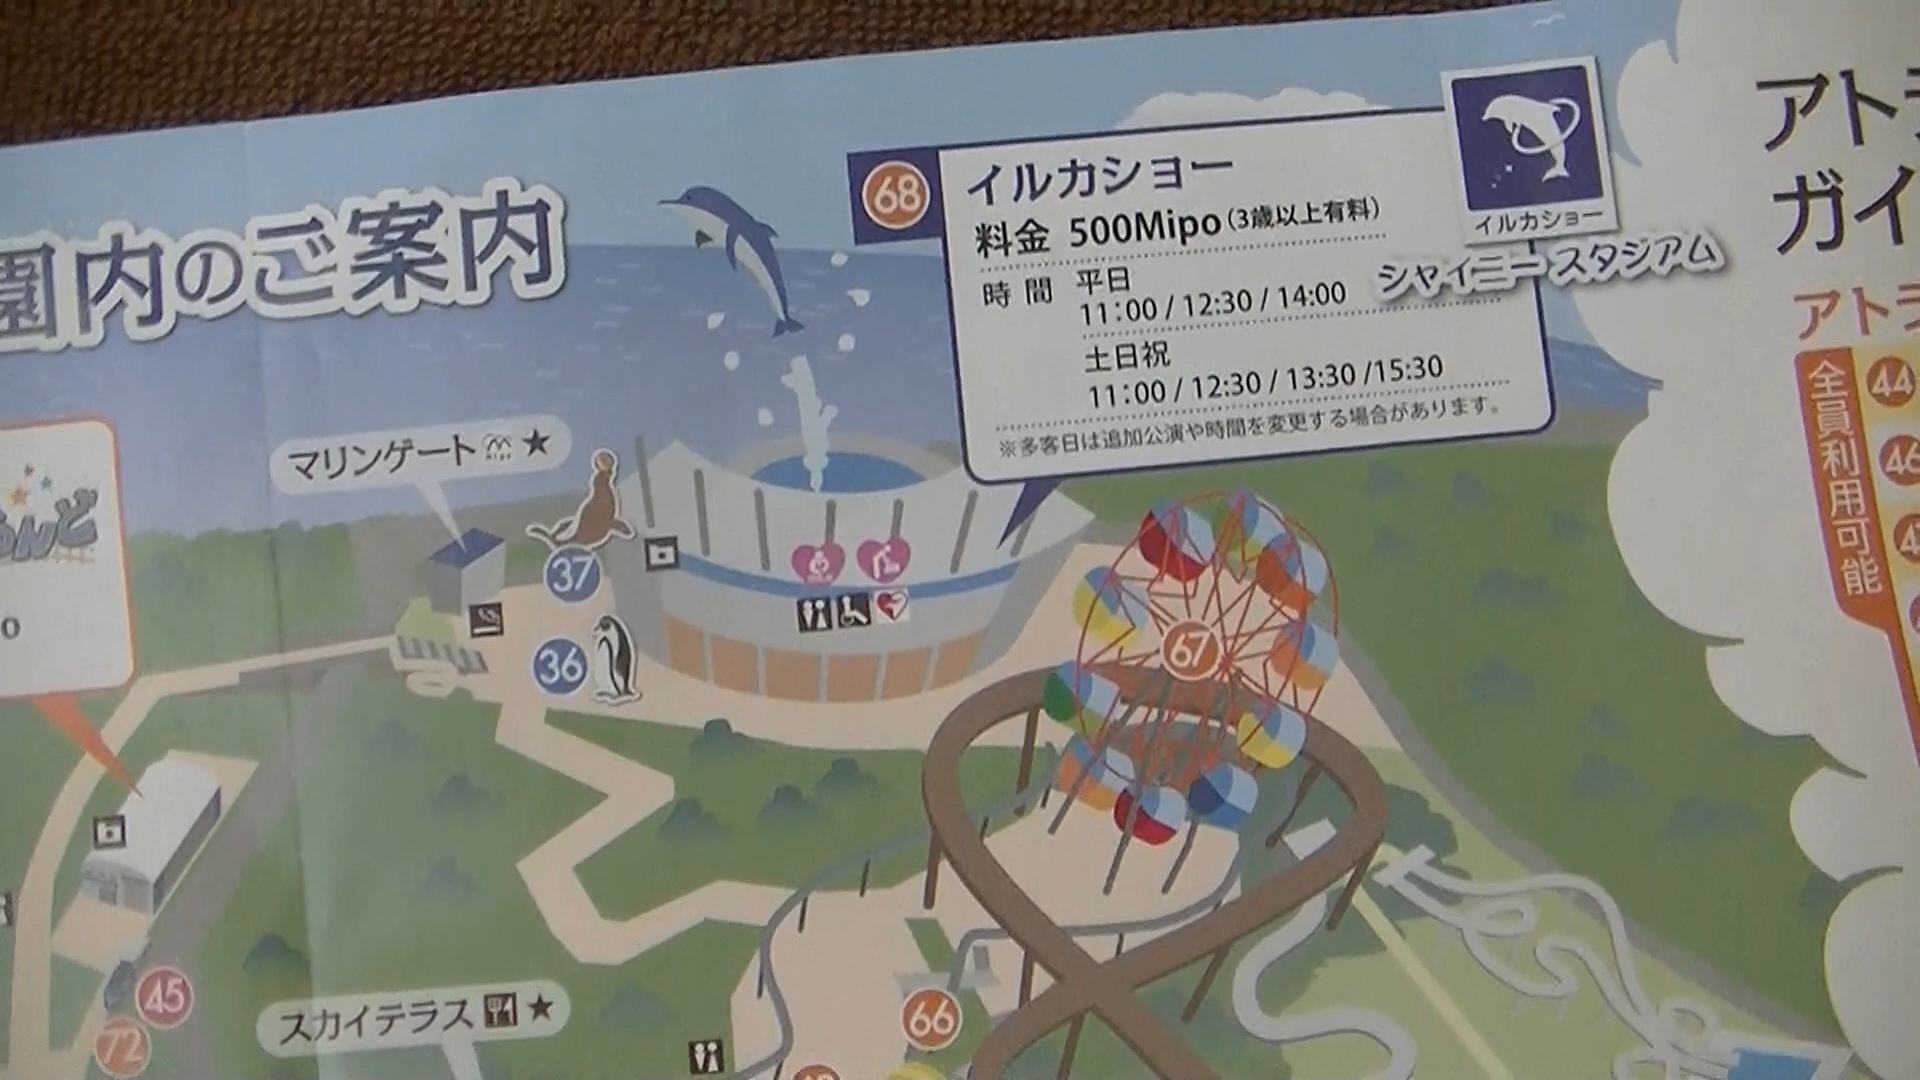 園内のご案内
68
イルカショー
料金 500Mipo(3歳以上有料)
時間 平日
11:00 / 12:30 / 14:00
土日祝
11:00 / 12:30 / 13:30 /15:30
※多客日は追加公演や時間を変更する場合があります。
イルカショー
シャイニースタジアム
アト
ガイ
アト
全員利用可能
44
46
マリンゲート ★
37
36
67
45
72
スカイテラス ★
66